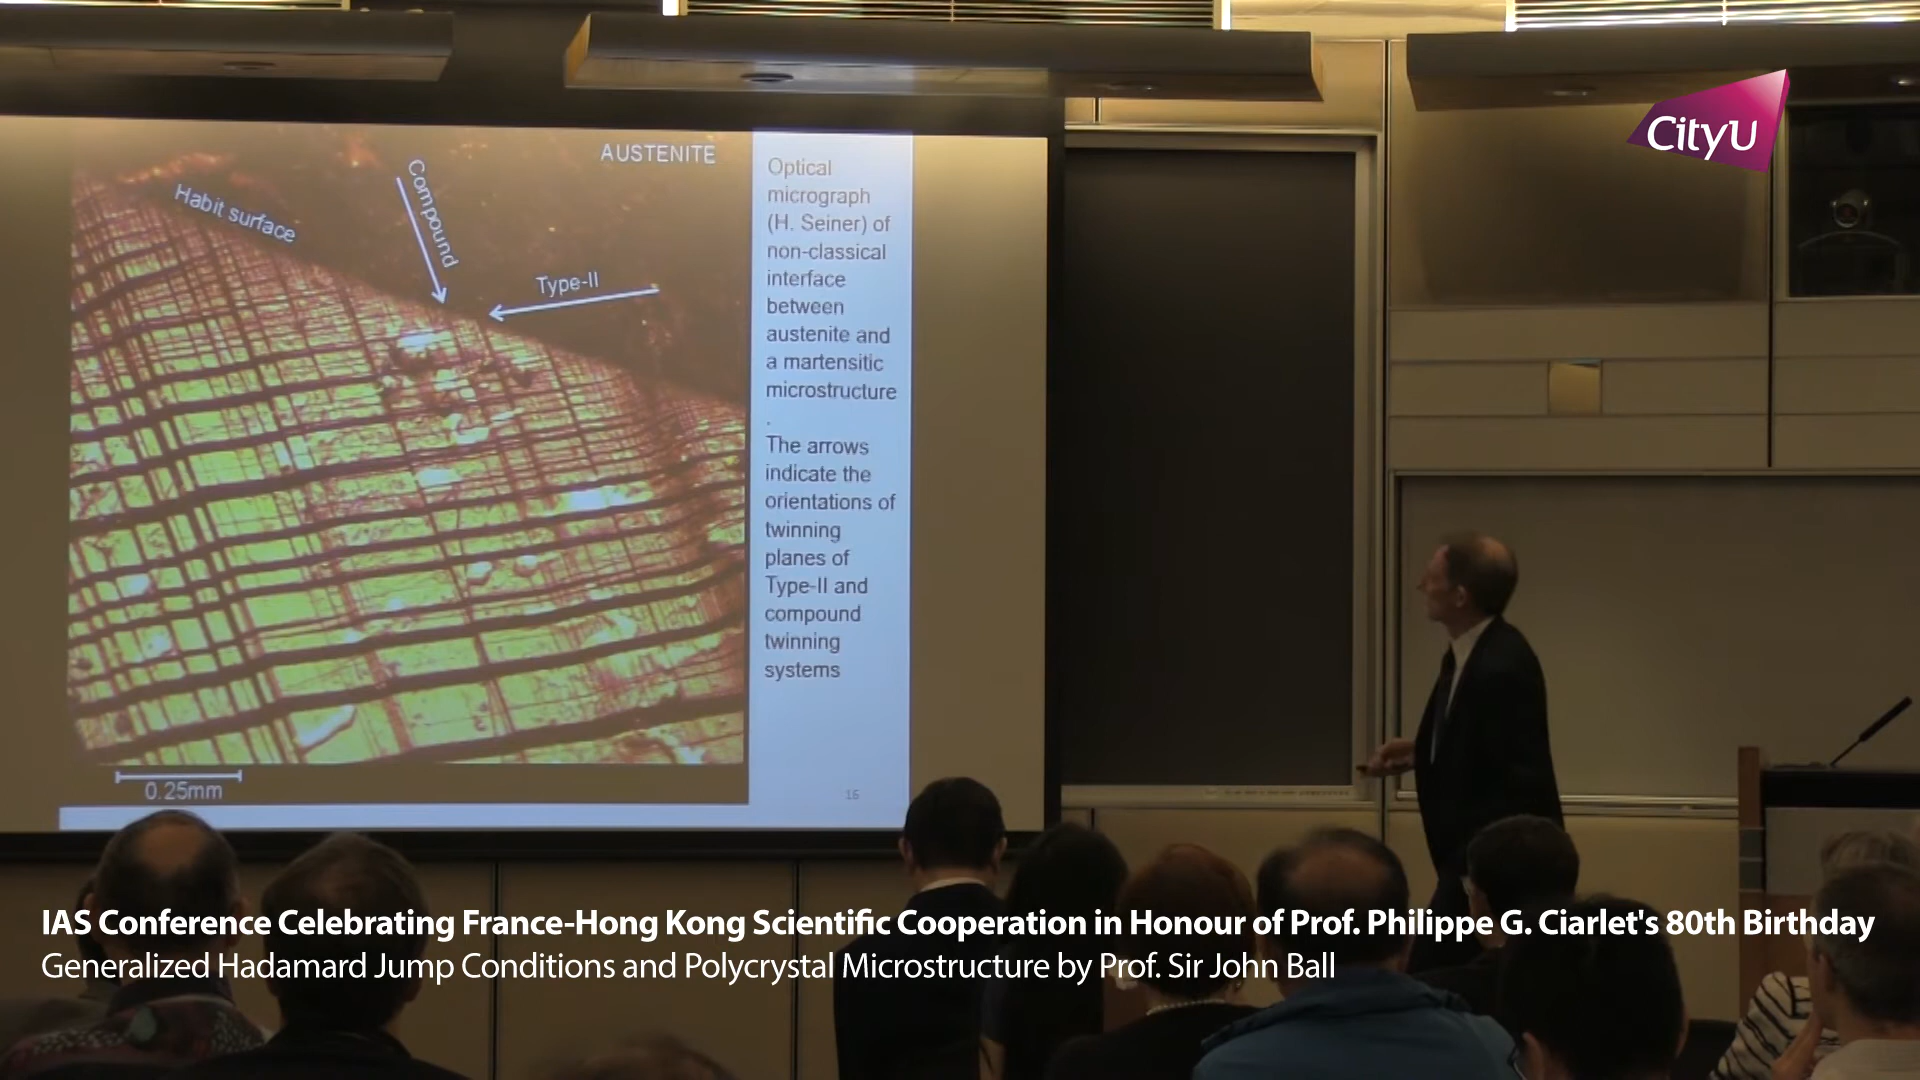 CityU
AUSTENITE
Habit surface
Compound
Type-II
0.25mm
Optical
micrograph
(H. Seiner) of
non-classical
interface
between
austenite and
a martensitic
microstructure
.
The arrows
indicate the
orientations of
twinning
planes of
Type-II and
compound
twinning
systems
16
IAS Conference Celebrating France-Hong Kong Scientific Cooperation in Honour of Prof. Philippe G. Ciarlet's 80th Birthday
Generalized Hadamard Jump Conditions and Polycrystal Microstructure by Prof. Sir John Ball